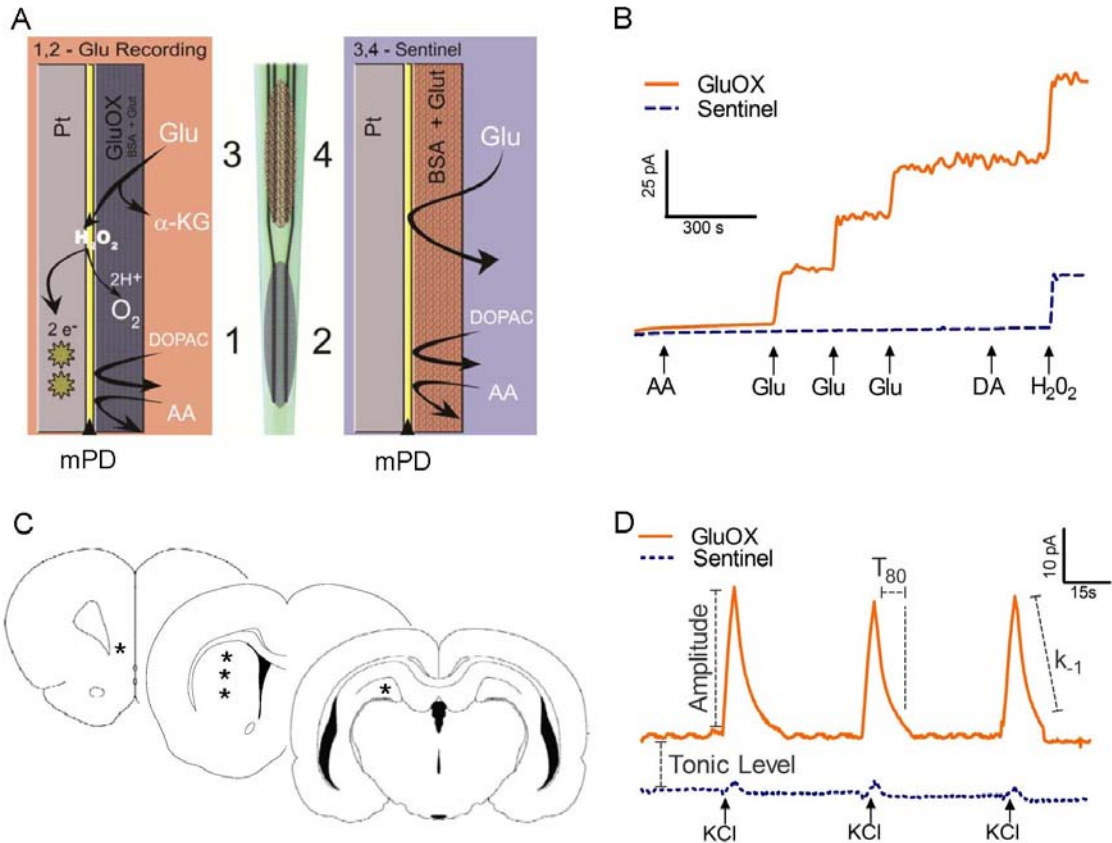 A
1,2 - Glu Recording
Pt
GluOX
BSA + Glut
Glu
α-KG
H2O2
2H+
O2
2 e-
DOPAC
AA
mPD
3
4
1
2
3,4 - Sentinel
Pt
BSA + Glut
Glu
DOPAC
AA
mPD
B
GluOX
Sentinel
25 pA
300 s
AA
Glu
Glu
Glu
DA
H202
C
*
*
*
*
*
D
GluOX
Sentinel
10 pA
15s
T80
Amplitude
k-1
Tonic Level
KCl
KCl
KCl